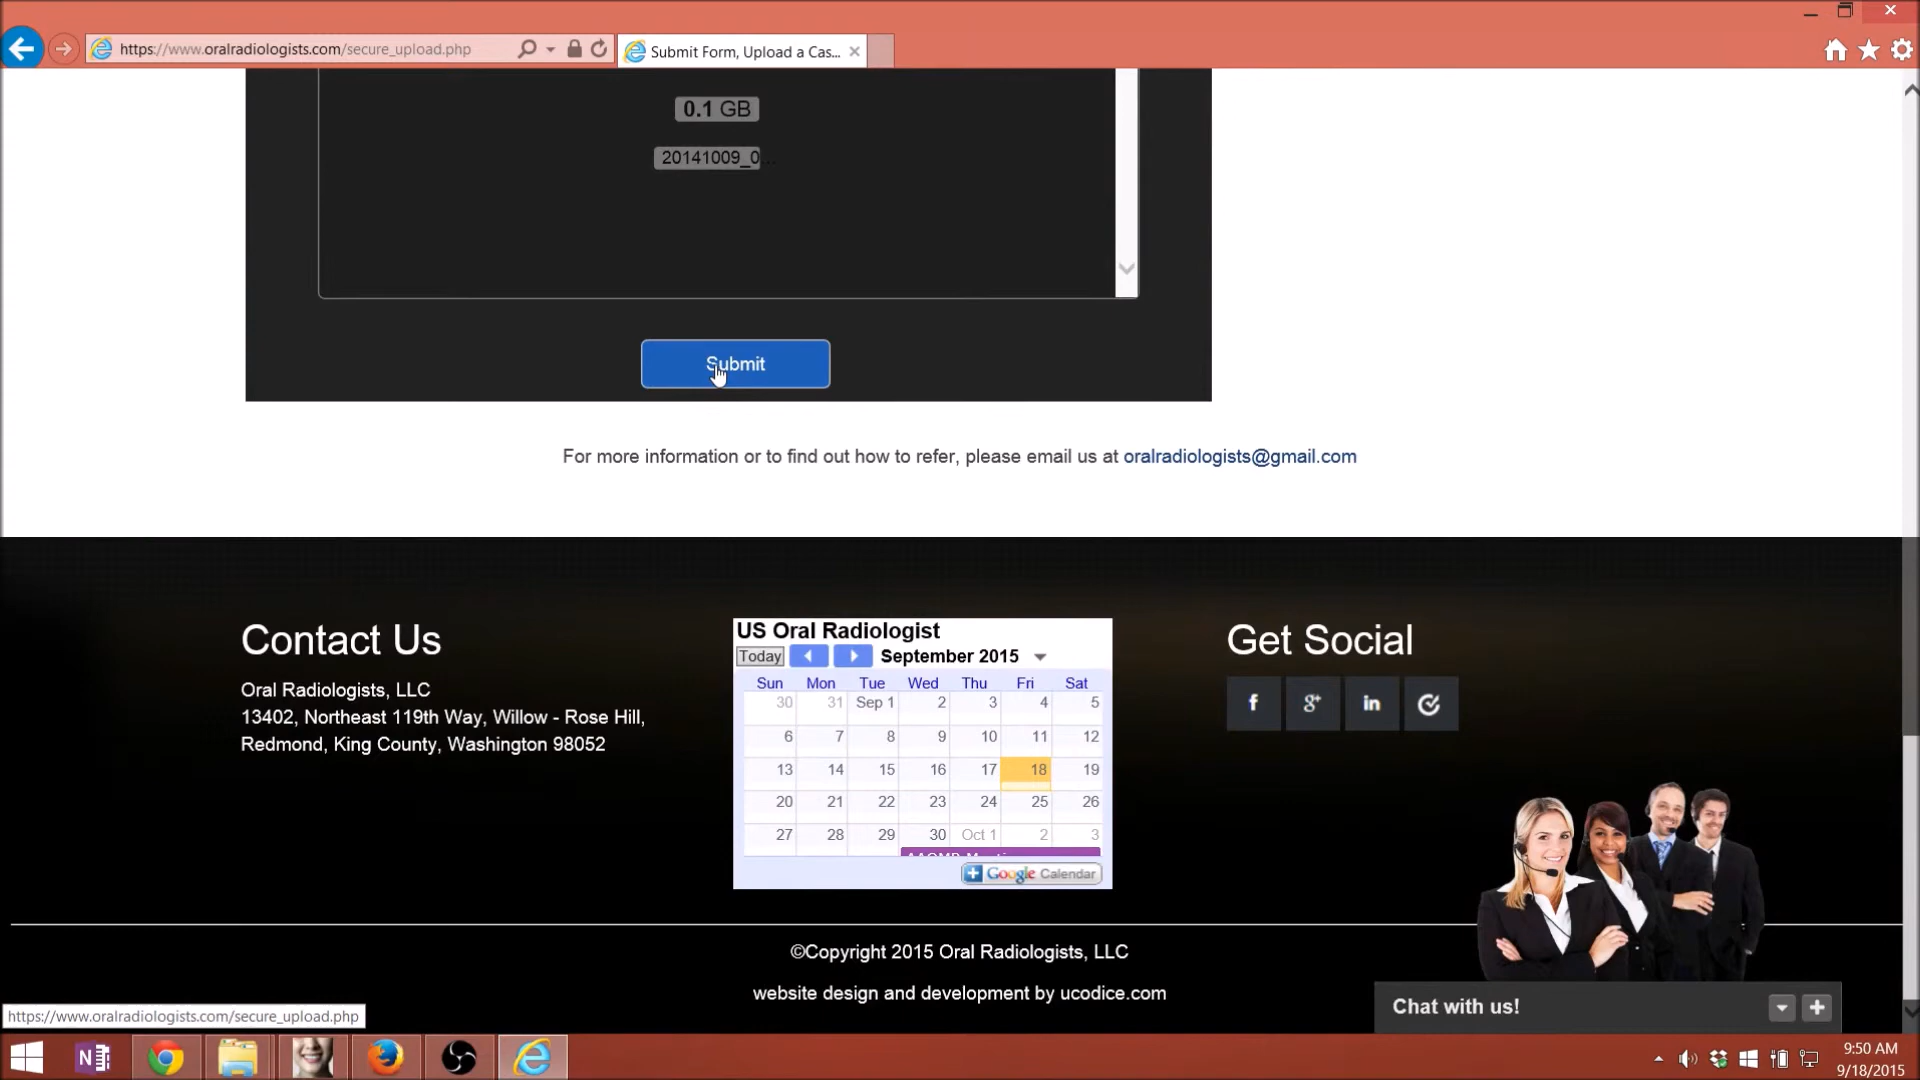 https://www.oralradiologists.com/secure_upload.php
Submit Form, Upload a Cas...
0.1 GB
20141009_0...
Submit
For more information or to find out how to refer, please email us at oralradiologists@gmail.com
Contact Us
Oral Radiologists, LLC
13402, Northeast 119th Way, Willow - Rose Hill,
Redmond, King County, Washington 98052
US Oral Radiologist
Today September 2015
Sun Mon Tue Wed Thu Fri Sat
30 31 Sep 1 2 3 4 5
6 7 8 9 10 11 12
13 14 15 16 17 18 19
20 21 22 23 24 25 26
27 28 29 30 Oct 1 2 3
Google Calendar
Get Social
f g+ in
©Copyright 2015 Oral Radiologists, LLC
website design and development by ucodice.com
Chat with us!
https://www.oralradiologists.com/secure_upload.php
N
9:50 AM
9/18/2015